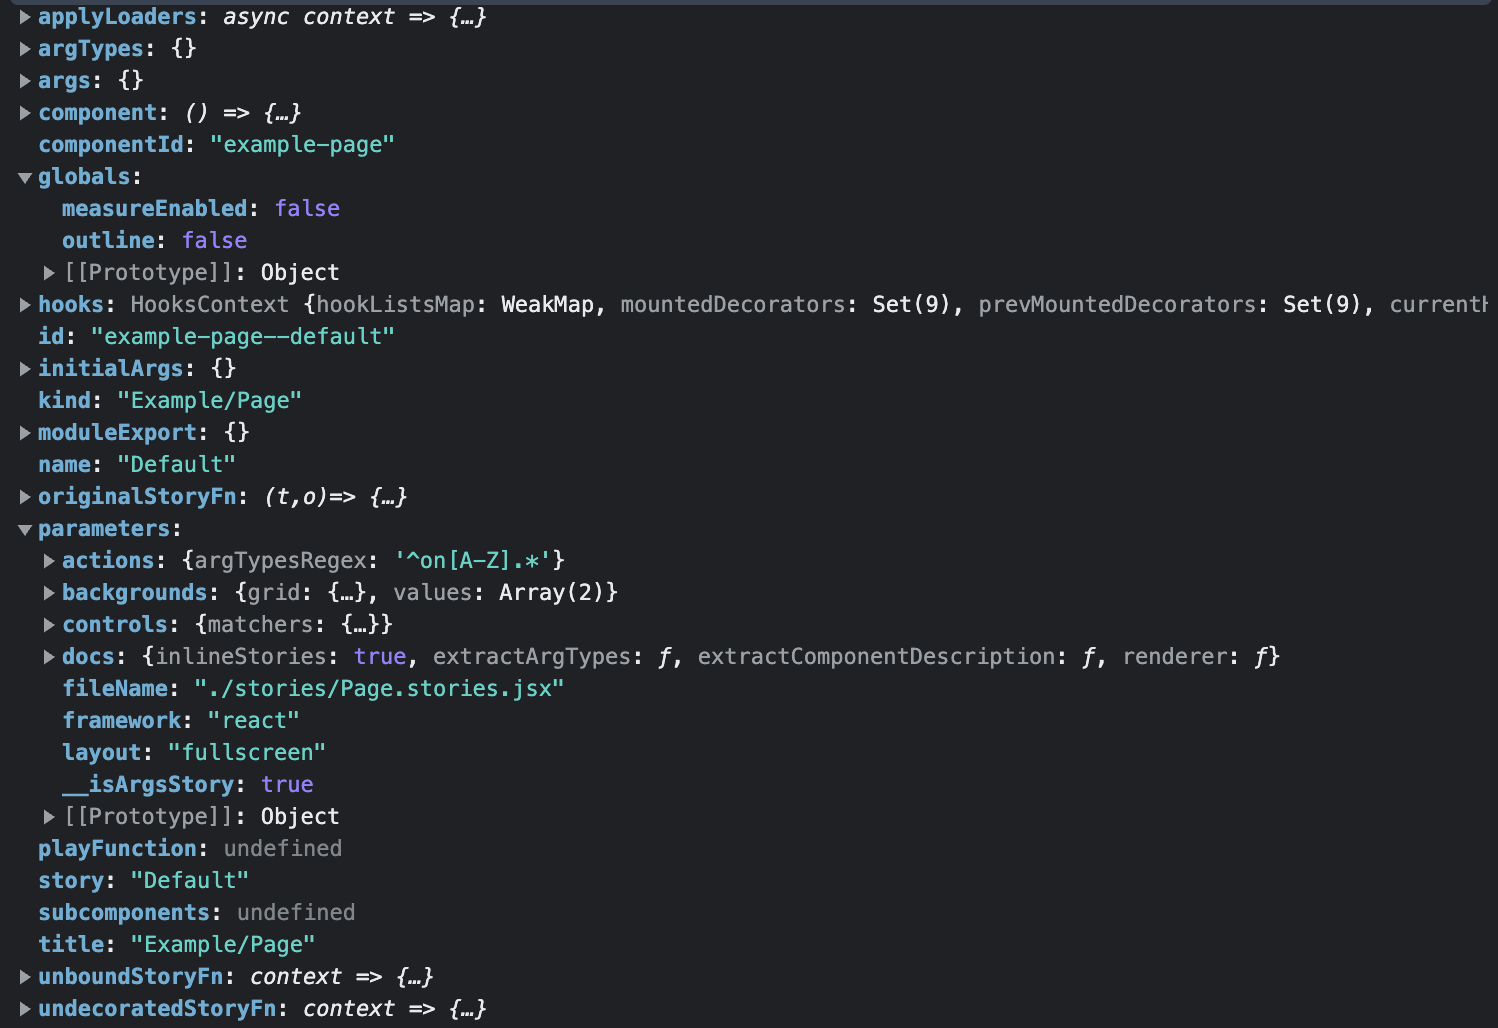 ▶applyLoaders: async context => {…}
▶argTypes: {}
▶args: {}
▶component: () => {…}
componentId: "example-page"
▼globals:
measureEnabled: false
outline: false
▶[[Prototype]]: Object
▶hooks: HooksContext {hookListsMap: WeakMap, mountedDecorators: Set(9), prevMountedDecorators: Set(9), current
id: "example-page--default"
▶initialArgs: {}
kind: "Example/Page"
▶moduleExport: {}
name: "Default"
▶originalStoryFn: (t,o)=> {…}
▼parameters:
▶actions: {argTypesRegex: '^on[A-Z].*'}
▶backgrounds: {grid: {…}, values: Array(2)}
▶controls: {matchers: {…}}
▶docs: {inlineStories: true, extractArgTypes: ƒ, extractComponentDescription: ƒ, renderer: ƒ}
fileName: "./stories/Page.stories.jsx"
framework: "react"
layout: "fullscreen"
__isArgsStory: true
▶[[Prototype]]: Object
playFunction: undefined
story: "Default"
subcomponents: undefined
title: "Example/Page"
▶unboundStoryFn: context => {…}
▶undecoratedStoryFn: context => {…}